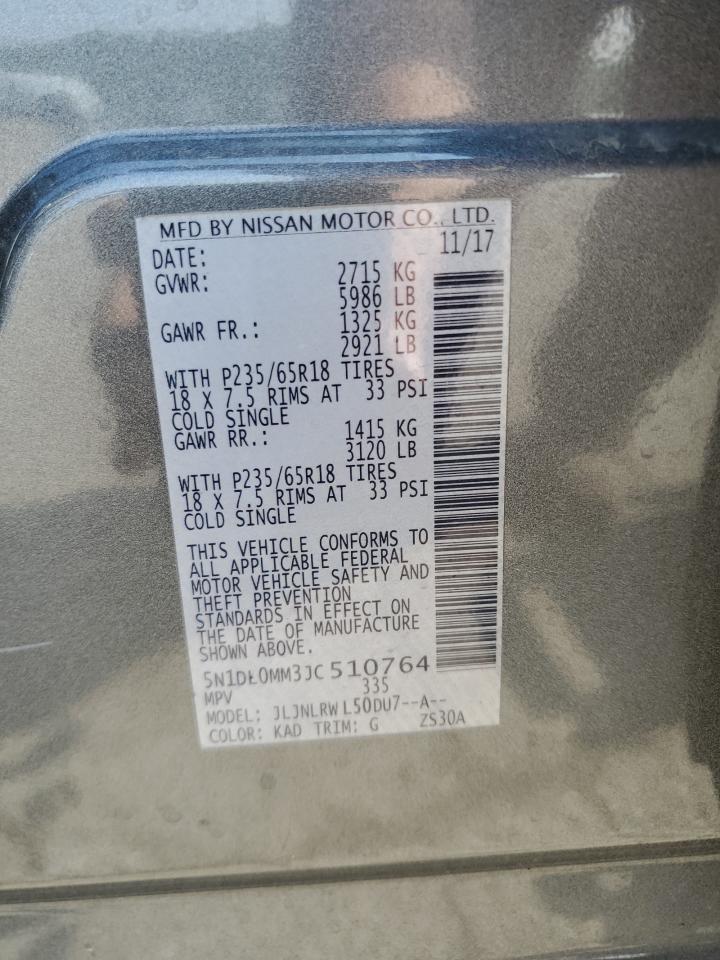 MFD BY NISSAN MOTOR CO., LTD.
DATE: 11/17
GVWR: 2715 KG
5986 LB
GAWR FR.: 1325 KG
2921 LB
WITH P235/65R18 TIRES
18 X 7.5 RIMS AT 33 PSI
COLD SINGLE
GAWR RR.: 1415 KG
3120 LB
WITH P235/65R18 TIRES
18 X 7.5 RIMS AT 33 PSI
COLD SINGLE
THIS VEHICLE CONFORMS TO
ALL APPLICABLE FEDERAL
MOTOR VEHICLE SAFETY AND
THEFT PREVENTION
STANDARDS IN EFFECT ON
THE DATE OF MANUFACTURE
SHOWN ABOVE.
5N1DL0MM3JC510764
MPV 335
MODEL: JLJNLRWL50DU7--A--
COLOR: KAD TRIM: G ZS30A